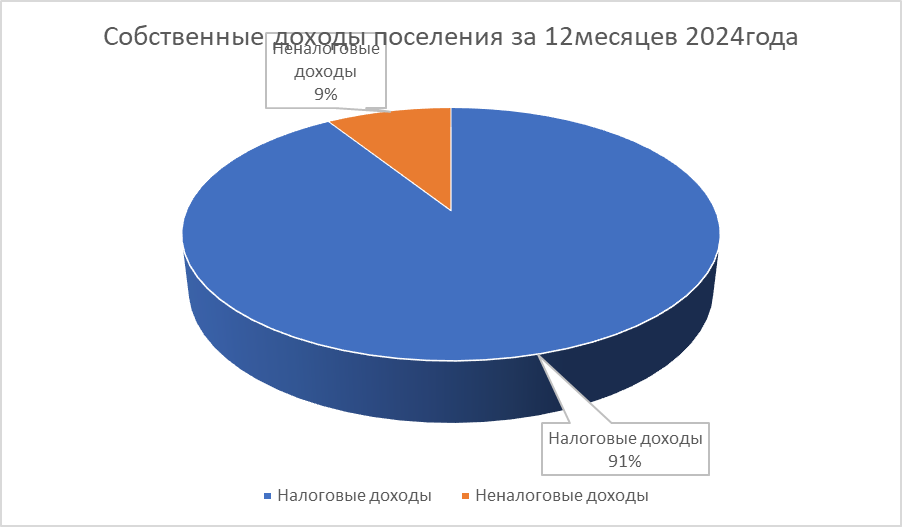 Собственные доходы поселения за 12месяцев 2024года
Неналоговые
доходы
9%
Налоговые доходы
91%
Налоговые доходы
Неналоговые доходы